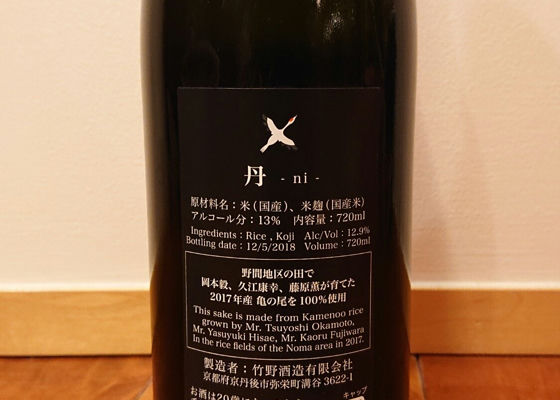 丹 - ni -
原材料名：米（国産）、米麹（国産米）
アルコール分：13%　内容量：720ml
Ingredients : Rice , Koji　Alc/Vol : 12.9%
Bottling date : 12/5/2018　Volume : 720ml
野間地区の田で
岡本毅、久江康幸、藤原薫が育てた
2017年産 亀の尾を100%使用
This sake is made from Kamenoo rice
grown by Mr. Tsuyoshi Okamoto,
Mr. Yasuyuki Hisae, Mr. Kaoru Fujiwara
In the rice fields of the Noma area in 2017.
製造者：竹野酒造有限会社
京都府京丹後市弥栄町溝谷 3622-1
お酒は20歳に
キャップ